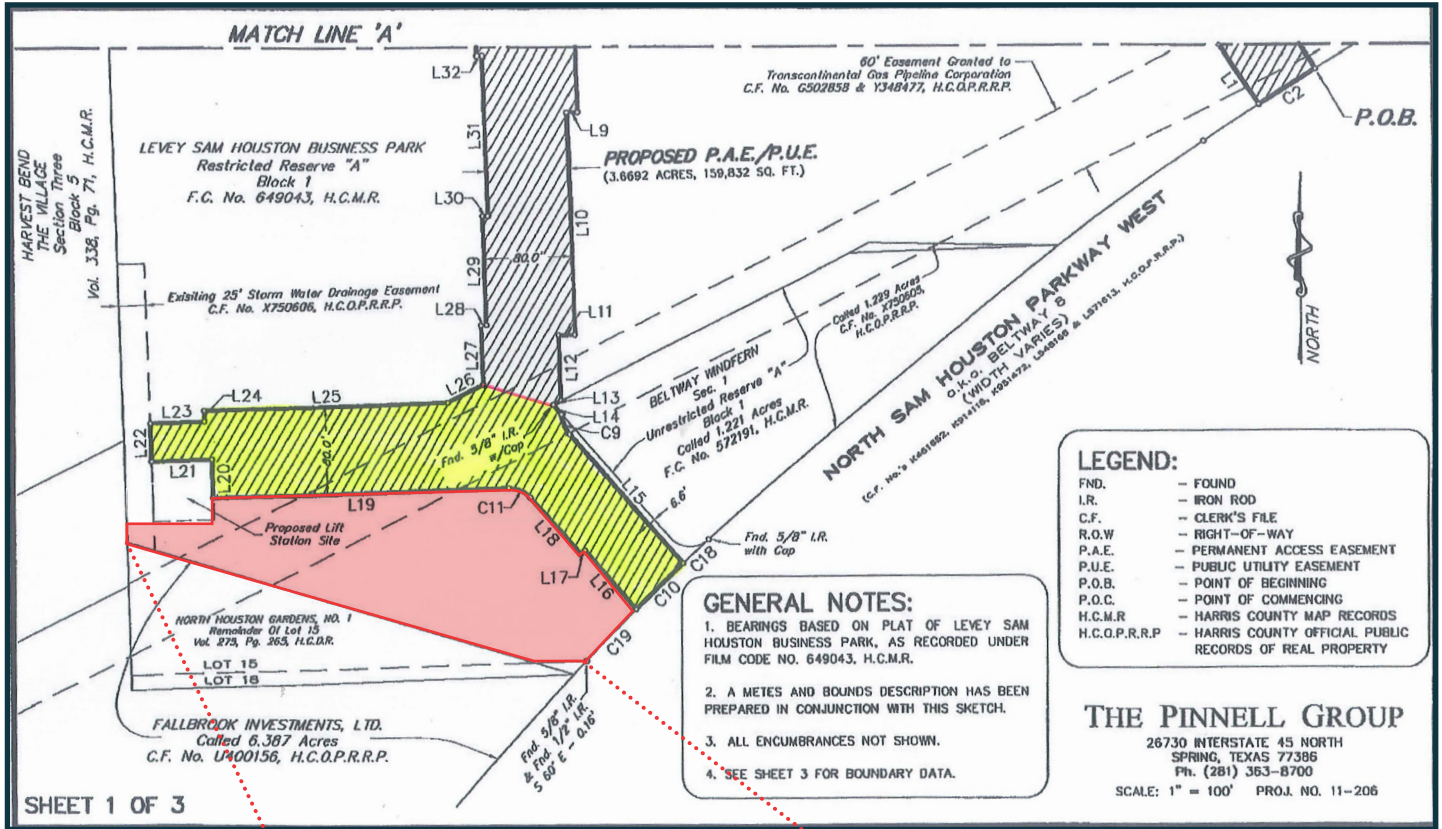 MATCH LINE 'A'
L32
60' Easement Granted to
Transcontinental Gas Pipeline Corporation
C.F. No. G502858 & Y348477, H.C.O.P.R.R.P.
L1
C2
P.O.B.
HARVEST BEND
THE VILLAGE
Section Three
Block 5
Vol. 338, Pg. 71, H.C.M.R.
LEVEY SAM HOUSTON BUSINESS PARK
Restricted Reserve "A"
Block 1
F.C. No. 649043, H.C.M.R.
L31
L9
PROPOSED P.A.E./P.U.E.
(3.6692 ACRES, 159,832 SQ. FT.)
L30
L10
L29
80.0'
Exisiting 25' Storm Water Drainage Easement
C.F. No. X750606, H.C.O.P.R.R.P.
L28
L11
L27
L12
Called 1.229 Acres
C.F. No. X750605,
H.C.O.P.R.R.P.
NORTH SAM HOUSTON PARKWAY WEST
a.k.a. BELTWAY 8
(WIDTH VARIES)
(C.F. No.'s K461682, K914118, K951472, L548168 & L571613, H.C.O.P.R.R.P.)
NORTH
BELTWAY WINDFERN
Sec. 1
Unrestricted Reserve "A"
Block 1
Called 1.221 Acres
F.C. No. 572191, H.C.M.R.
L26
L25
L24
L23
L22
L21
L20
80.0'
L19
L13
L14
C9
Fnd. 5/8" I.R.
w/Cap
L15
6.6'
C11
L18
L17
L16
C10
C18
C19
Fnd. 5/8" I.R.
with Cap
Proposed Lift
Station Site
NORTH HOUSTON GARDENS, NO. 1
Remainder Of Lot 15
Vol. 273, Pg. 265, H.C.D.R.
LOT 15
LOT 16
FALLBROOK INVESTMENTS, LTD.
Called 6.387 Acres
C.F. No. U400156, H.C.O.P.R.R.P.
Fnd. 5/8" I.R.
& Fnd. 1/2" I.R.
S 60° E - 0.16'
GENERAL NOTES:
1. BEARINGS BASED ON PLAT OF LEVEY SAM
HOUSTON BUSINESS PARK, AS RECORDED UNDER
FILM CODE NO. 649043, H.C.M.R.
2. A METES AND BOUNDS DESCRIPTION HAS BEEN
PREPARED IN CONJUNCTION WITH THIS SKETCH.
3. ALL ENCUMBRANCES NOT SHOWN.
4. SEE SHEET 3 FOR BOUNDARY DATA.
LEGEND:
FND. – FOUND
I.R. – IRON ROD
C.F. – CLERK'S FILE
R.O.W – RIGHT-OF-WAY
P.A.E. – PERMANENT ACCESS EASEMENT
P.U.E. – PUBLIC UTILITY EASEMENT
P.O.B. – POINT OF BEGINNING
P.O.C. – POINT OF COMMENCING
H.C.M.R – HARRIS COUNTY MAP RECORDS
H.C.O.P.R.R.P – HARRIS COUNTY OFFICIAL PUBLIC
RECORDS OF REAL PROPERTY
THE PINNELL GROUP
26730 INTERSTATE 45 NORTH
SPRING, TEXAS 77386
Ph. (281) 363-8700
SCALE: 1" = 100' PROJ. NO. 11-206
SHEET 1 OF 3